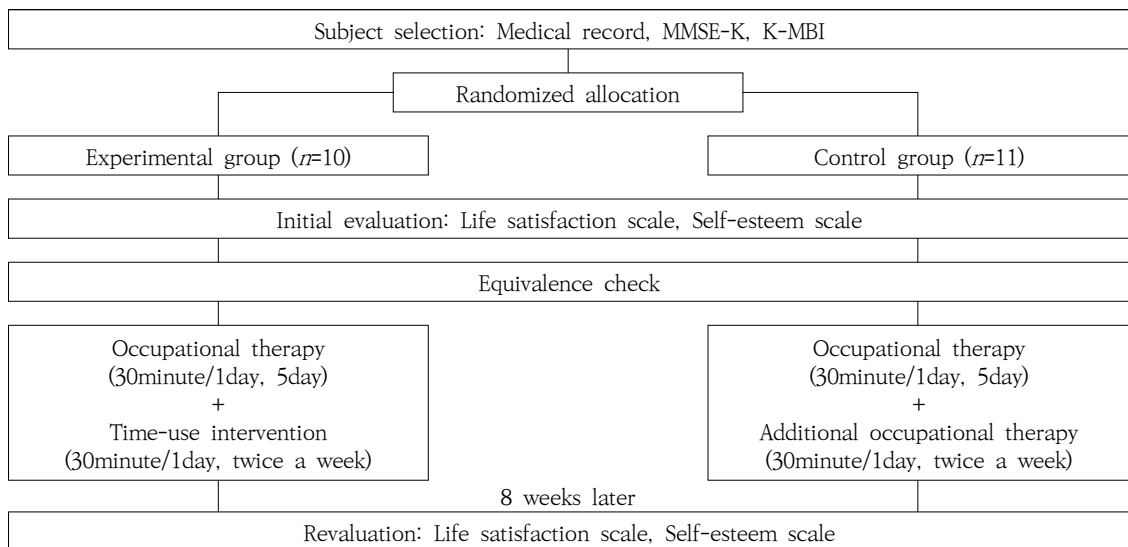 Subject selection: Medical record, MMSE-K, K-MBI
Randomized allocation
Experimental group (n=10)
Control group (n=11)
Initial evaluation: Life satisfaction scale, Self-esteem scale
Equivalence check
Occupational therapy
(30minute/1day, 5day)
+
Time-use intervention
(30minute/1day, twice a week)
Occupational therapy
(30minute/1day, 5day)
+
Additional occupational therapy
(30minute/1day, twice a week)
8 weeks later
Revaluation: Life satisfaction scale, Self-esteem scale